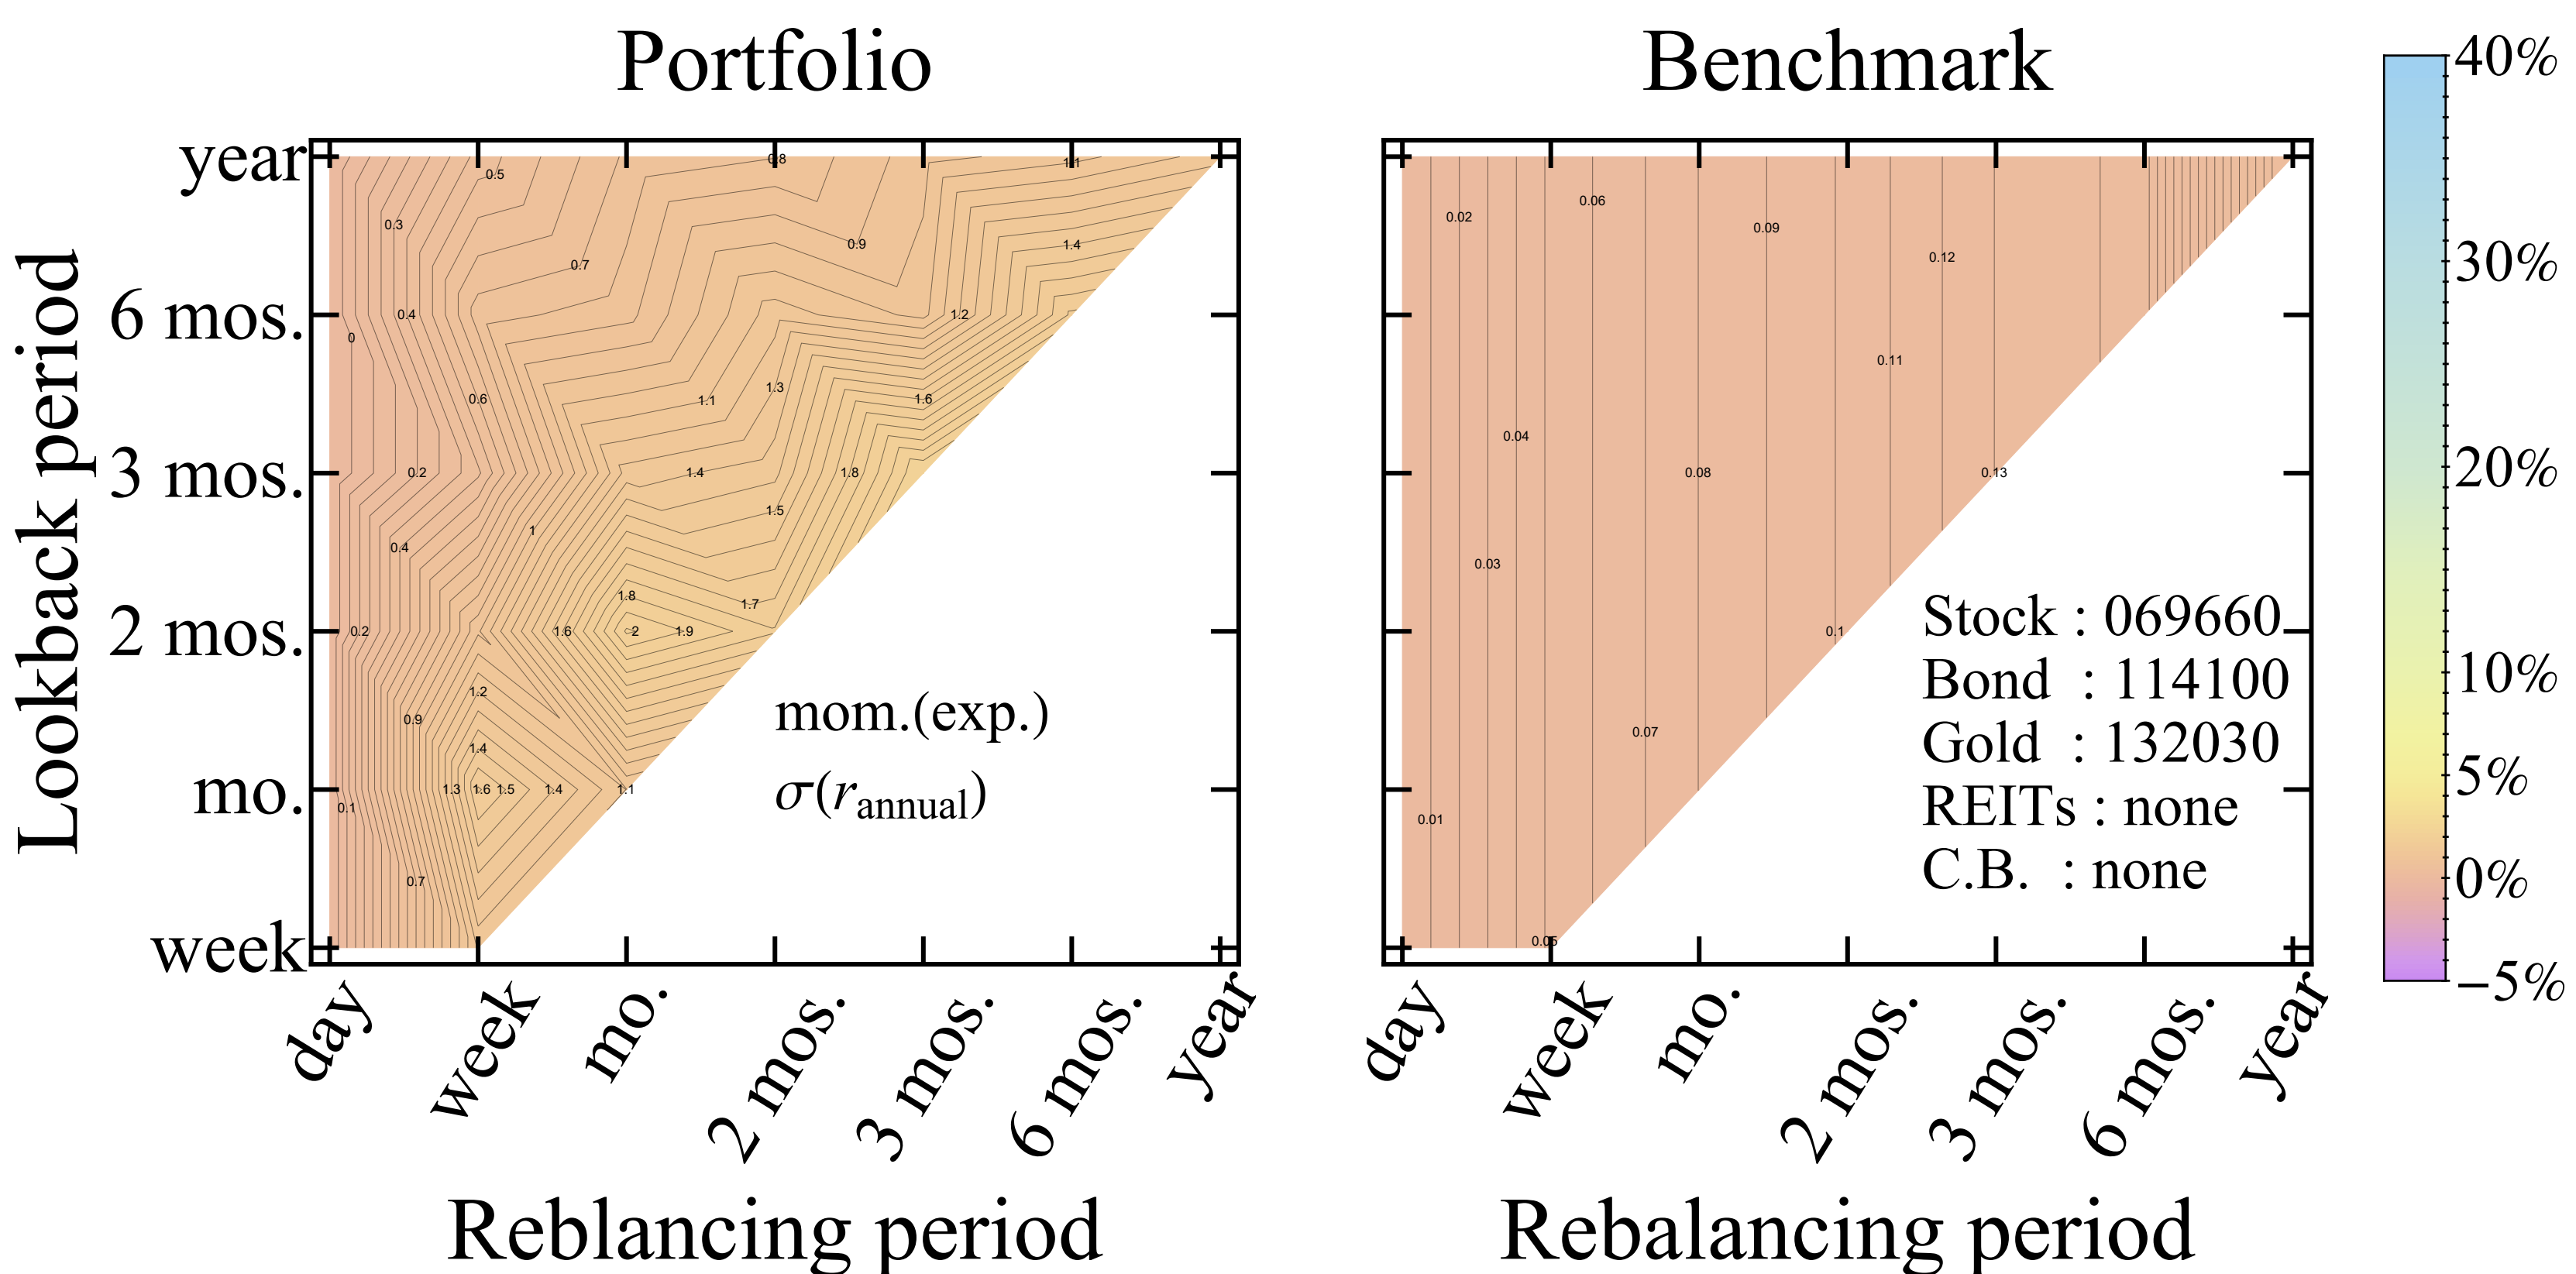 Portfolio
Benchmark
Lookback period
year
6 mos.
3 mos.
2 mos.
mo.
week
0.8
1.1
0.5
0.3
0.9
1.4
0.7
0.4
1.2
0
1.3
0.6
1.1
1.6
0.2
1.4
1.8
1.5
1
0.4
1.8
1.7
0.2
1.6
2
1.9
1.2
0.9
1.4
1.3
1.6
1.5
1.4
1.1
0.1
0.7
mom.(exp.)
σ(r_annual)
day
week
mo.
2 mos.
3 mos.
6 mos.
year
Reblancing period
0.06
0.02
0.09
0.12
0.11
0.04
0.08
0.13
0.03
0.1
0.07
0.01
0.05
Stock : 069660
Bond : 114100
Gold : 132030
REITs : none
C.B. : none
day
week
mo.
2 mos.
3 mos.
6 mos.
year
Rebalancing period
40%
30%
20%
10%
5%
0%
−5%